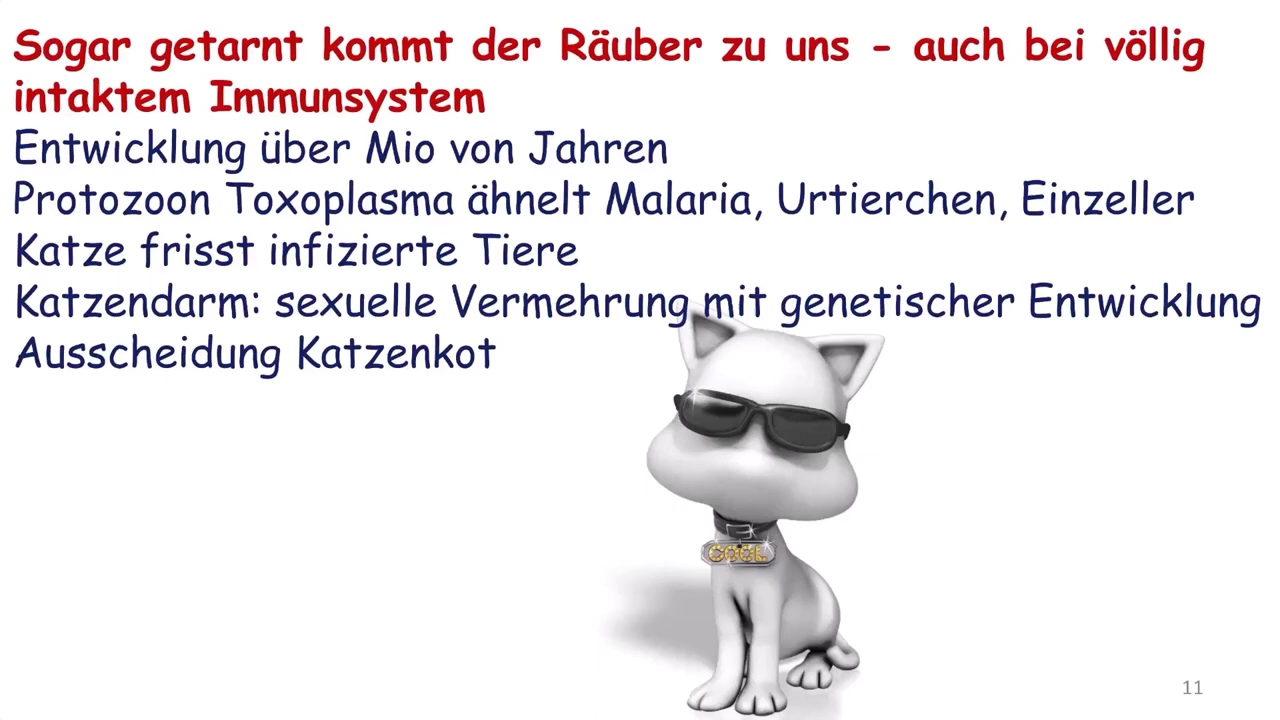 Sogar getarnt kommt der Räuber zu uns - auch bei völlig
intaktem Immunsystem
Entwicklung über Mio von Jahren
Protozoon Toxoplasma ähnelt Malaria, Urtierchen, Einzeller
Katze frisst infizierte Tiere
Katzendarm: sexuelle Vermehrung mit genetischer Entwicklung
Ausscheidung Katzenkot
COOL
11